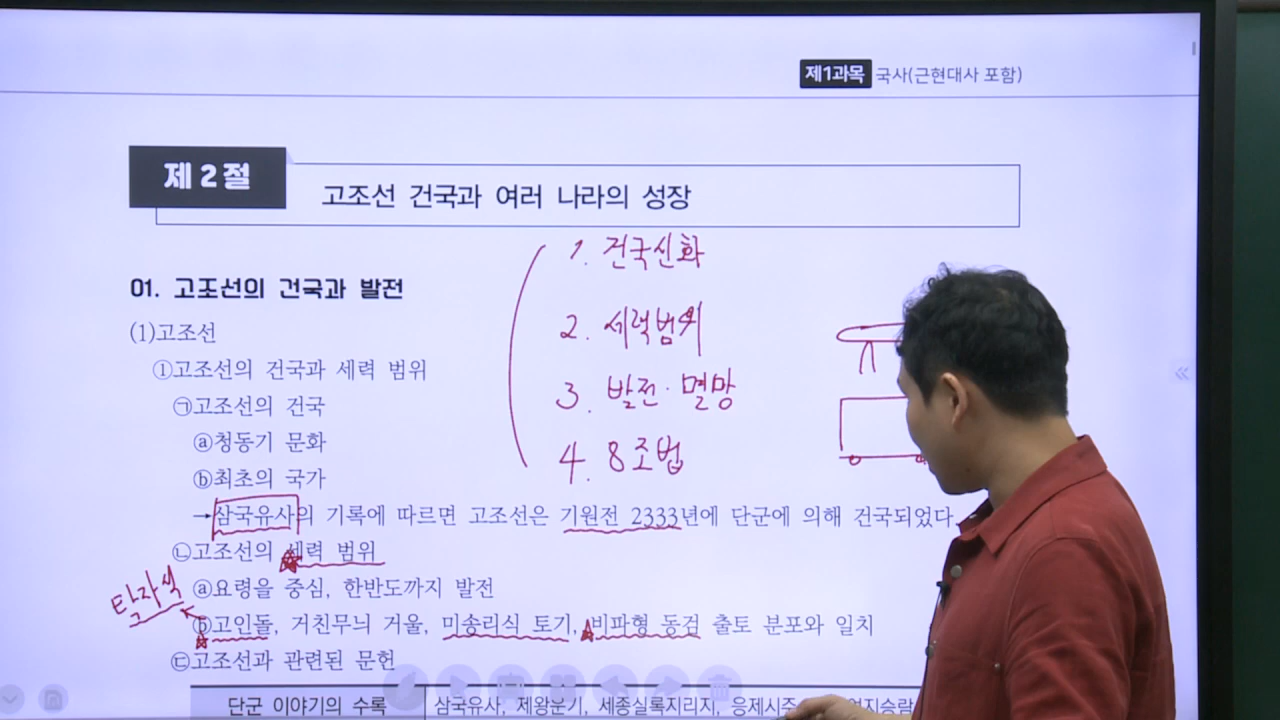 제1과목 국사(근현대사 포함)
제2절
고조선 건국과 여러 나라의 성장
1. 건국신화
01. 고조선의 건국과 발전
2. 세력범위
(1)고조선
①고조선의 건국과 세력 범위
3. 발전·멸망
㉠고조선의 건국
ⓐ청동기 문화
4. 8조법
ⓑ최초의 국가
→삼국유사의 기록에 따르면 고조선은 기원전 2333년에 단군에 의해 건국되었다.
㉡고조선의 세력 범위
탁자식
ⓐ요령을 중심, 한반도까지 발전
ⓑ고인돌, 거친무늬 거울, 미송리식 토기, 비파형 동검 출토 분포와 일치
㉢고조선과 관련된 문헌
단군 이야기의 수록 삼국유사, 제왕운기, 세종실록지리지, 응제시주